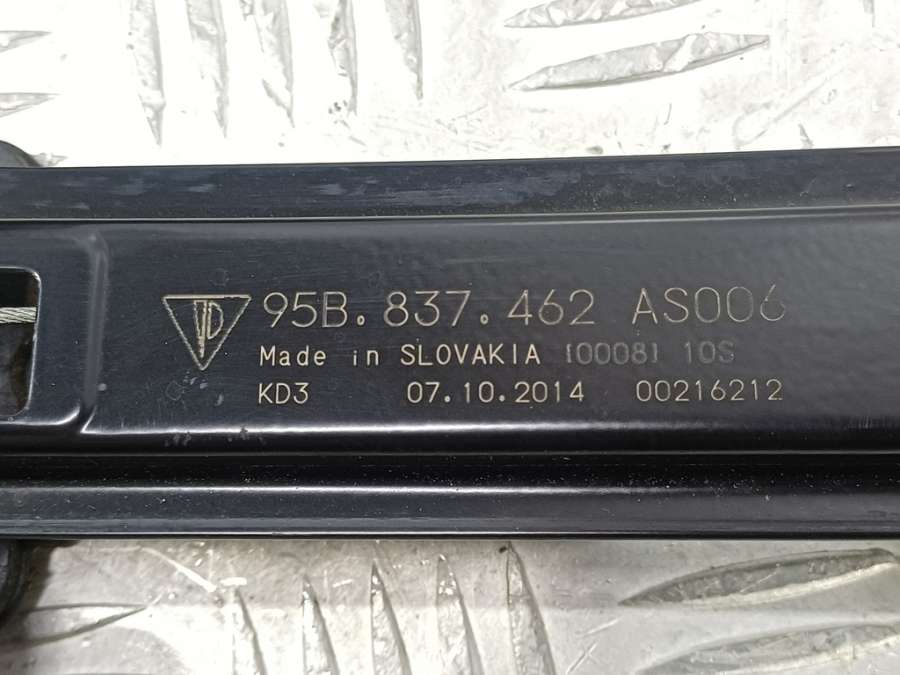 95B.837.462 AS006
Made in SLOVAKIA 100081 10S
KD3 07.10.2014 00216212